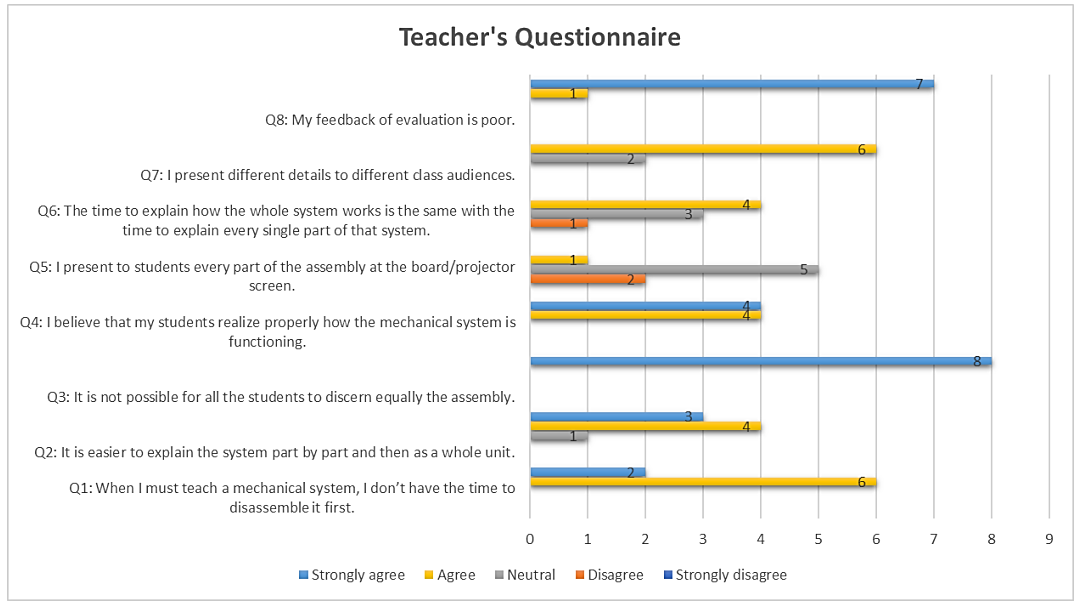 Teacher's Questionnaire
7
1
Q8: My feedback of evaluation is poor.
6
2
Q7: I present different details to different class audiences.
4
3
1
Q6: The time to explain how the whole system works is the same with the
time to explain every single part of that system.
1
5
2
Q5: I present to students every part of the assembly at the board/projector
screen.
4
4
Q4: I believe that my students realize properly how the mechanical system is
functioning.
8
Q3: It is not possible for all the students to discern equally the assembly.
3
4
1
Q2: It is easier to explain the system part by part and then as a whole unit.
2
6
Q1: When I must teach a mechanical system, I don’t have the time to
disassemble it first.
0 1 2 3 4 5 6 7 8 9
Strongly agree Agree Neutral Disagree Strongly disagree